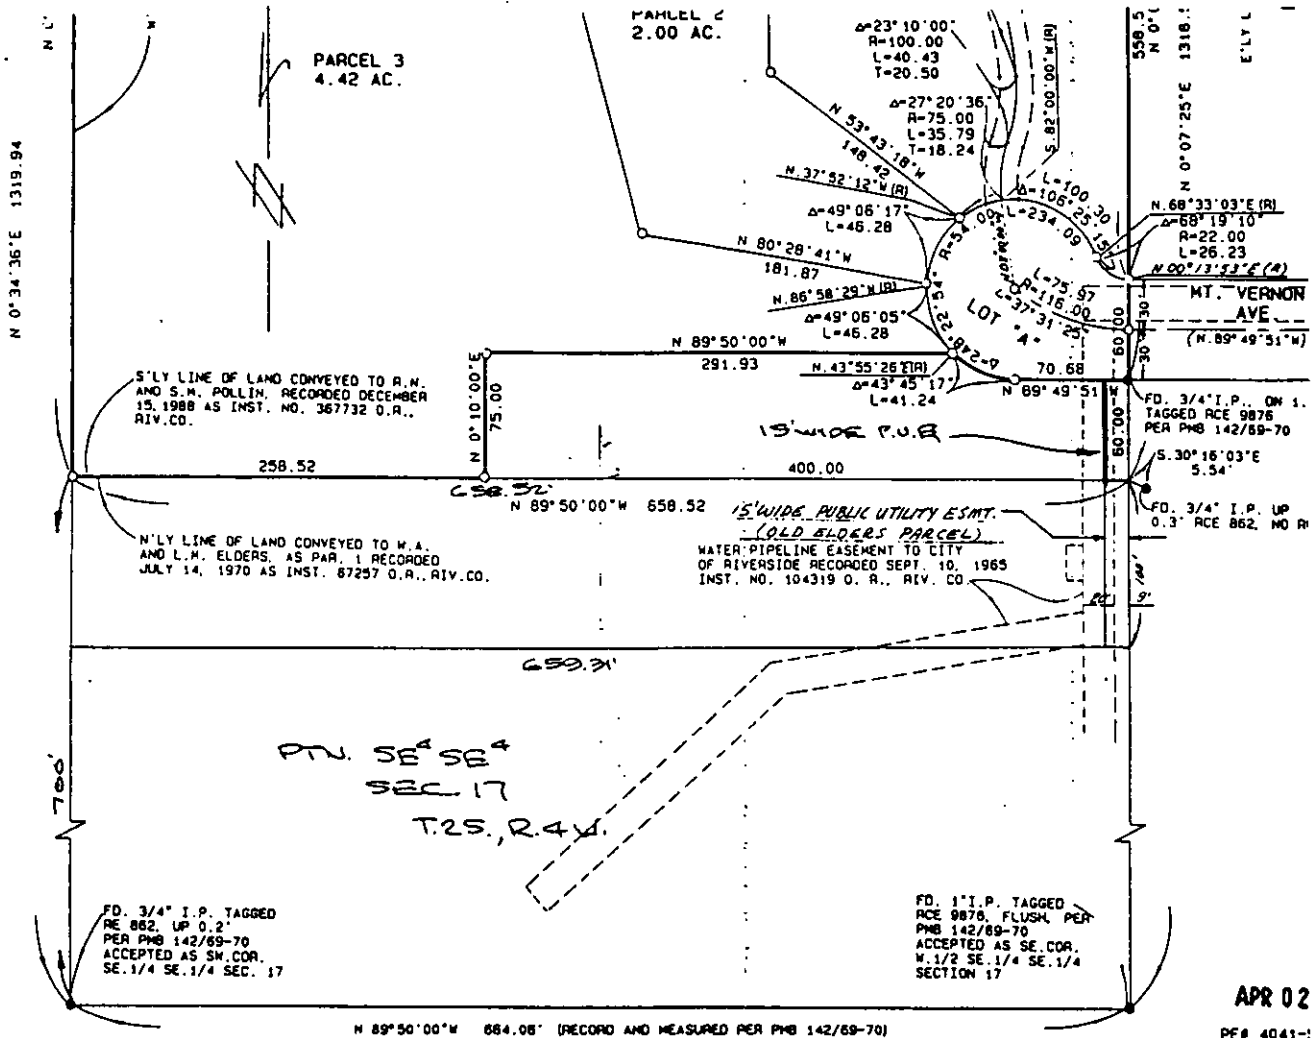 PARCEL 3
4.42 AC.
PARCEL 2
2.00 AC.
Δ=23°10'00"
R=100.00
L=40.43
T=20.50
Δ=27°20'36"
R=75.00
L=35.79
T=18.24
S.82°00'00"W(R)
558.5
N 0°07'25"E 1318.
E'LY L
N 0°34'36"E 1319.94
N 53°43'18"W
148.42
N.37°52'12"W(R)
Δ=49°06'17"
L=46.28
R=54.00
L=100.30
Δ=106°25'15"
L=234.09
N.68°33'03"E(R)
Δ=68°19'10"
R=22.00
L=26.23
N 00°13'53"E(R)
N 80°28'41"W
181.87
N.86°58'29"W(R)
Δ=49°06'05"
L=46.28
Δ=248°22'54"
L=75.97
R=116.00
L=37°31'25"
LOT "A"
MT. VERNON
AVE.
(N.89°49'51"W)
60.00
30
30
N 89°50'00"W
291.93
N.43°55'26"E(R)
Δ=43°45'17"
L=41.24
70.68
N 89°49'51"W
S'LY LINE OF LAND CONVEYED TO R.N.
AND S.M. POLLIN, RECORDED DECEMBER
15, 1988 AS INST. NO. 367732 O.R.,
RIV.CO.
N 0°10'00"E
75.00
FD. 3/4" I.P., ON 1.
TAGGED RCE 9876
PER PMB 142/69-70
15' WIDE P.U.E
60.00
S.30°16'03"E
5.54'
258.52
400.00
658.52'
N 89°50'00"W 658.52
FD. 3/4" I.P. UP
0.3' RCE 862, NO R
15' WIDE PUBLIC UTILITY ESMT.
(OLD ELDERS PARCEL)
N'LY LINE OF LAND CONVEYED TO W.A.
AND L.M. ELDERS, AS PAR. 1 RECORDED
JULY 14, 1970 AS INST. 67257 O.R., RIV.CO.
WATER PIPELINE EASEMENT TO CITY
OF RIVERSIDE RECORDED SEPT. 10, 1965
INST. NO. 104319 O. R., RIV. CO.
20'
9'
659.31'
PTN. SE⁴ SE⁴
SEC. 17
T.2S., R.4W.
700'
FD. 3/4" I.P. TAGGED
RE 862, UP 0.2'
PER PMB 142/69-70
ACCEPTED AS SW.COR.
SE.1/4 SE.1/4 SEC. 17
FD. 1" I.P. TAGGED
RCE 9876, FLUSH, PER
PMB 142/69-70
ACCEPTED AS SE.COR.
W.1/2 SE.1/4 SE.1/4
SECTION 17
APR 02
N 89°50'00"W 664.06' (RECORD AND MEASURED PER PMB 142/69-70)
PE# 4041-